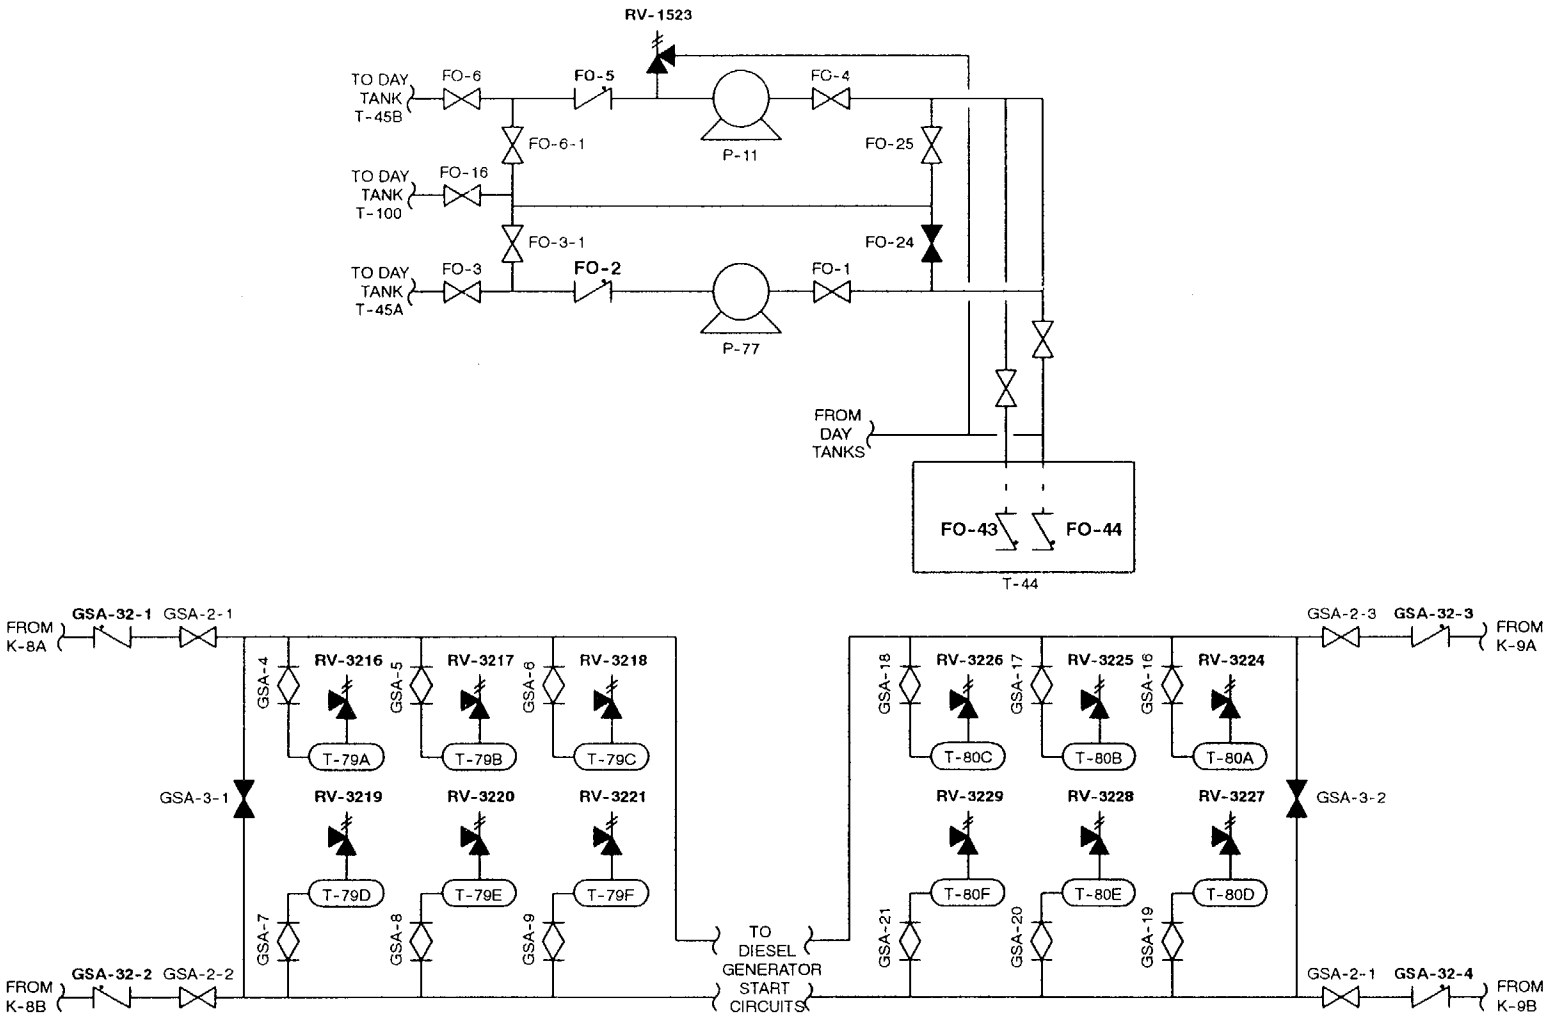 RV-1523
TO DAY
TANK
T-45B
FO-6
FO-5
FO-4
FO-6-1
P-11
FO-25
TO DAY
TANK
T-100
FO-16
FO-3-1
FO-24
TO DAY
TANK
T-45A
FO-3
FO-2
FO-1
P-77
FROM
DAY
TANKS
FO-43
FO-44
T-44
FROM
K-8A
GSA-32-1
GSA-2-1
GSA-2-3
GSA-32-3
FROM
K-9A
GSA-4
RV-3216
GSA-5
RV-3217
GSA-6
RV-3218
GSA-18
RV-3226
GSA-17
RV-3225
GSA-16
RV-3224
T-79A
T-79B
T-79C
T-80C
T-80B
T-80A
GSA-3-1
RV-3219
RV-3220
RV-3221
RV-3229
RV-3228
RV-3227
GSA-3-2
T-79D
T-79E
T-79F
T-80F
T-80E
T-80D
GSA-7
GSA-8
GSA-9
GSA-21
GSA-20
GSA-19
TO
DIESEL
GENERATOR
START
CIRCUITS
FROM
K-8B
GSA-32-2
GSA-2-2
GSA-2-1
GSA-32-4
FROM
K-9B